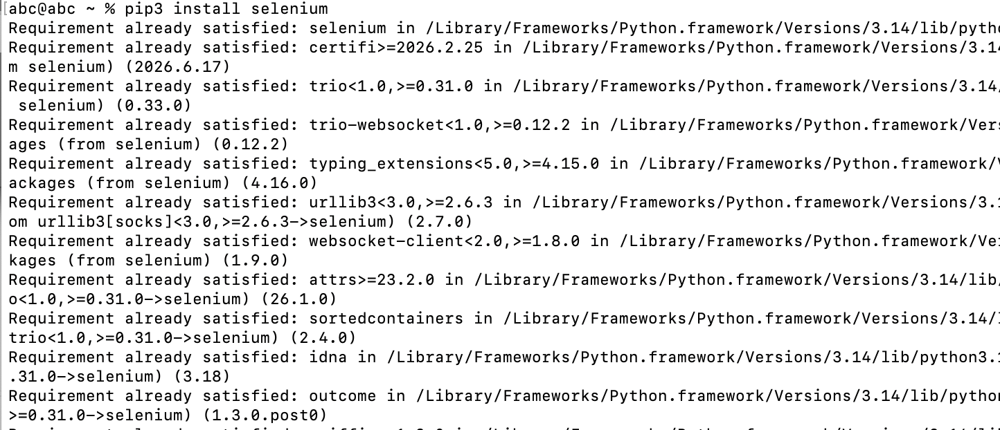 [abc@abc ~ % pip3 install selenium
Requirement already satisfied: selenium in /Library/Frameworks/Python.framework/Versions/3.14/lib/pytho
Requirement already satisfied: certifi>=2026.2.25 in /Library/Frameworks/Python.framework/Versions/3.14
m selenium) (2026.6.17)
Requirement already satisfied: trio<1.0,>=0.31.0 in /Library/Frameworks/Python.framework/Versions/3.14/
 selenium) (0.33.0)
Requirement already satisfied: trio-websocket<1.0,>=0.12.2 in /Library/Frameworks/Python.framework/Vers
ages (from selenium) (0.12.2)
Requirement already satisfied: typing_extensions<5.0,>=4.15.0 in /Library/Frameworks/Python.framework/V
ackages (from selenium) (4.16.0)
Requirement already satisfied: urllib3<3.0,>=2.6.3 in /Library/Frameworks/Python.framework/Versions/3.1
om urllib3[socks]<3.0,>=2.6.3->selenium) (2.7.0)
Requirement already satisfied: websocket-client<2.0,>=1.8.0 in /Library/Frameworks/Python.framework/Ver
kages (from selenium) (1.9.0)
Requirement already satisfied: attrs>=23.2.0 in /Library/Frameworks/Python.framework/Versions/3.14/lib/
o<1.0,>=0.31.0->selenium) (26.1.0)
Requirement already satisfied: sortedcontainers in /Library/Frameworks/Python.framework/Versions/3.14/l
trio<1.0,>=0.31.0->selenium) (2.4.0)
Requirement already satisfied: idna in /Library/Frameworks/Python.framework/Versions/3.14/lib/python3.1
.31.0->selenium) (3.18)
Requirement already satisfied: outcome in /Library/Frameworks/Python.framework/Versions/3.14/lib/python
>=0.31.0->selenium) (1.3.0.post0)